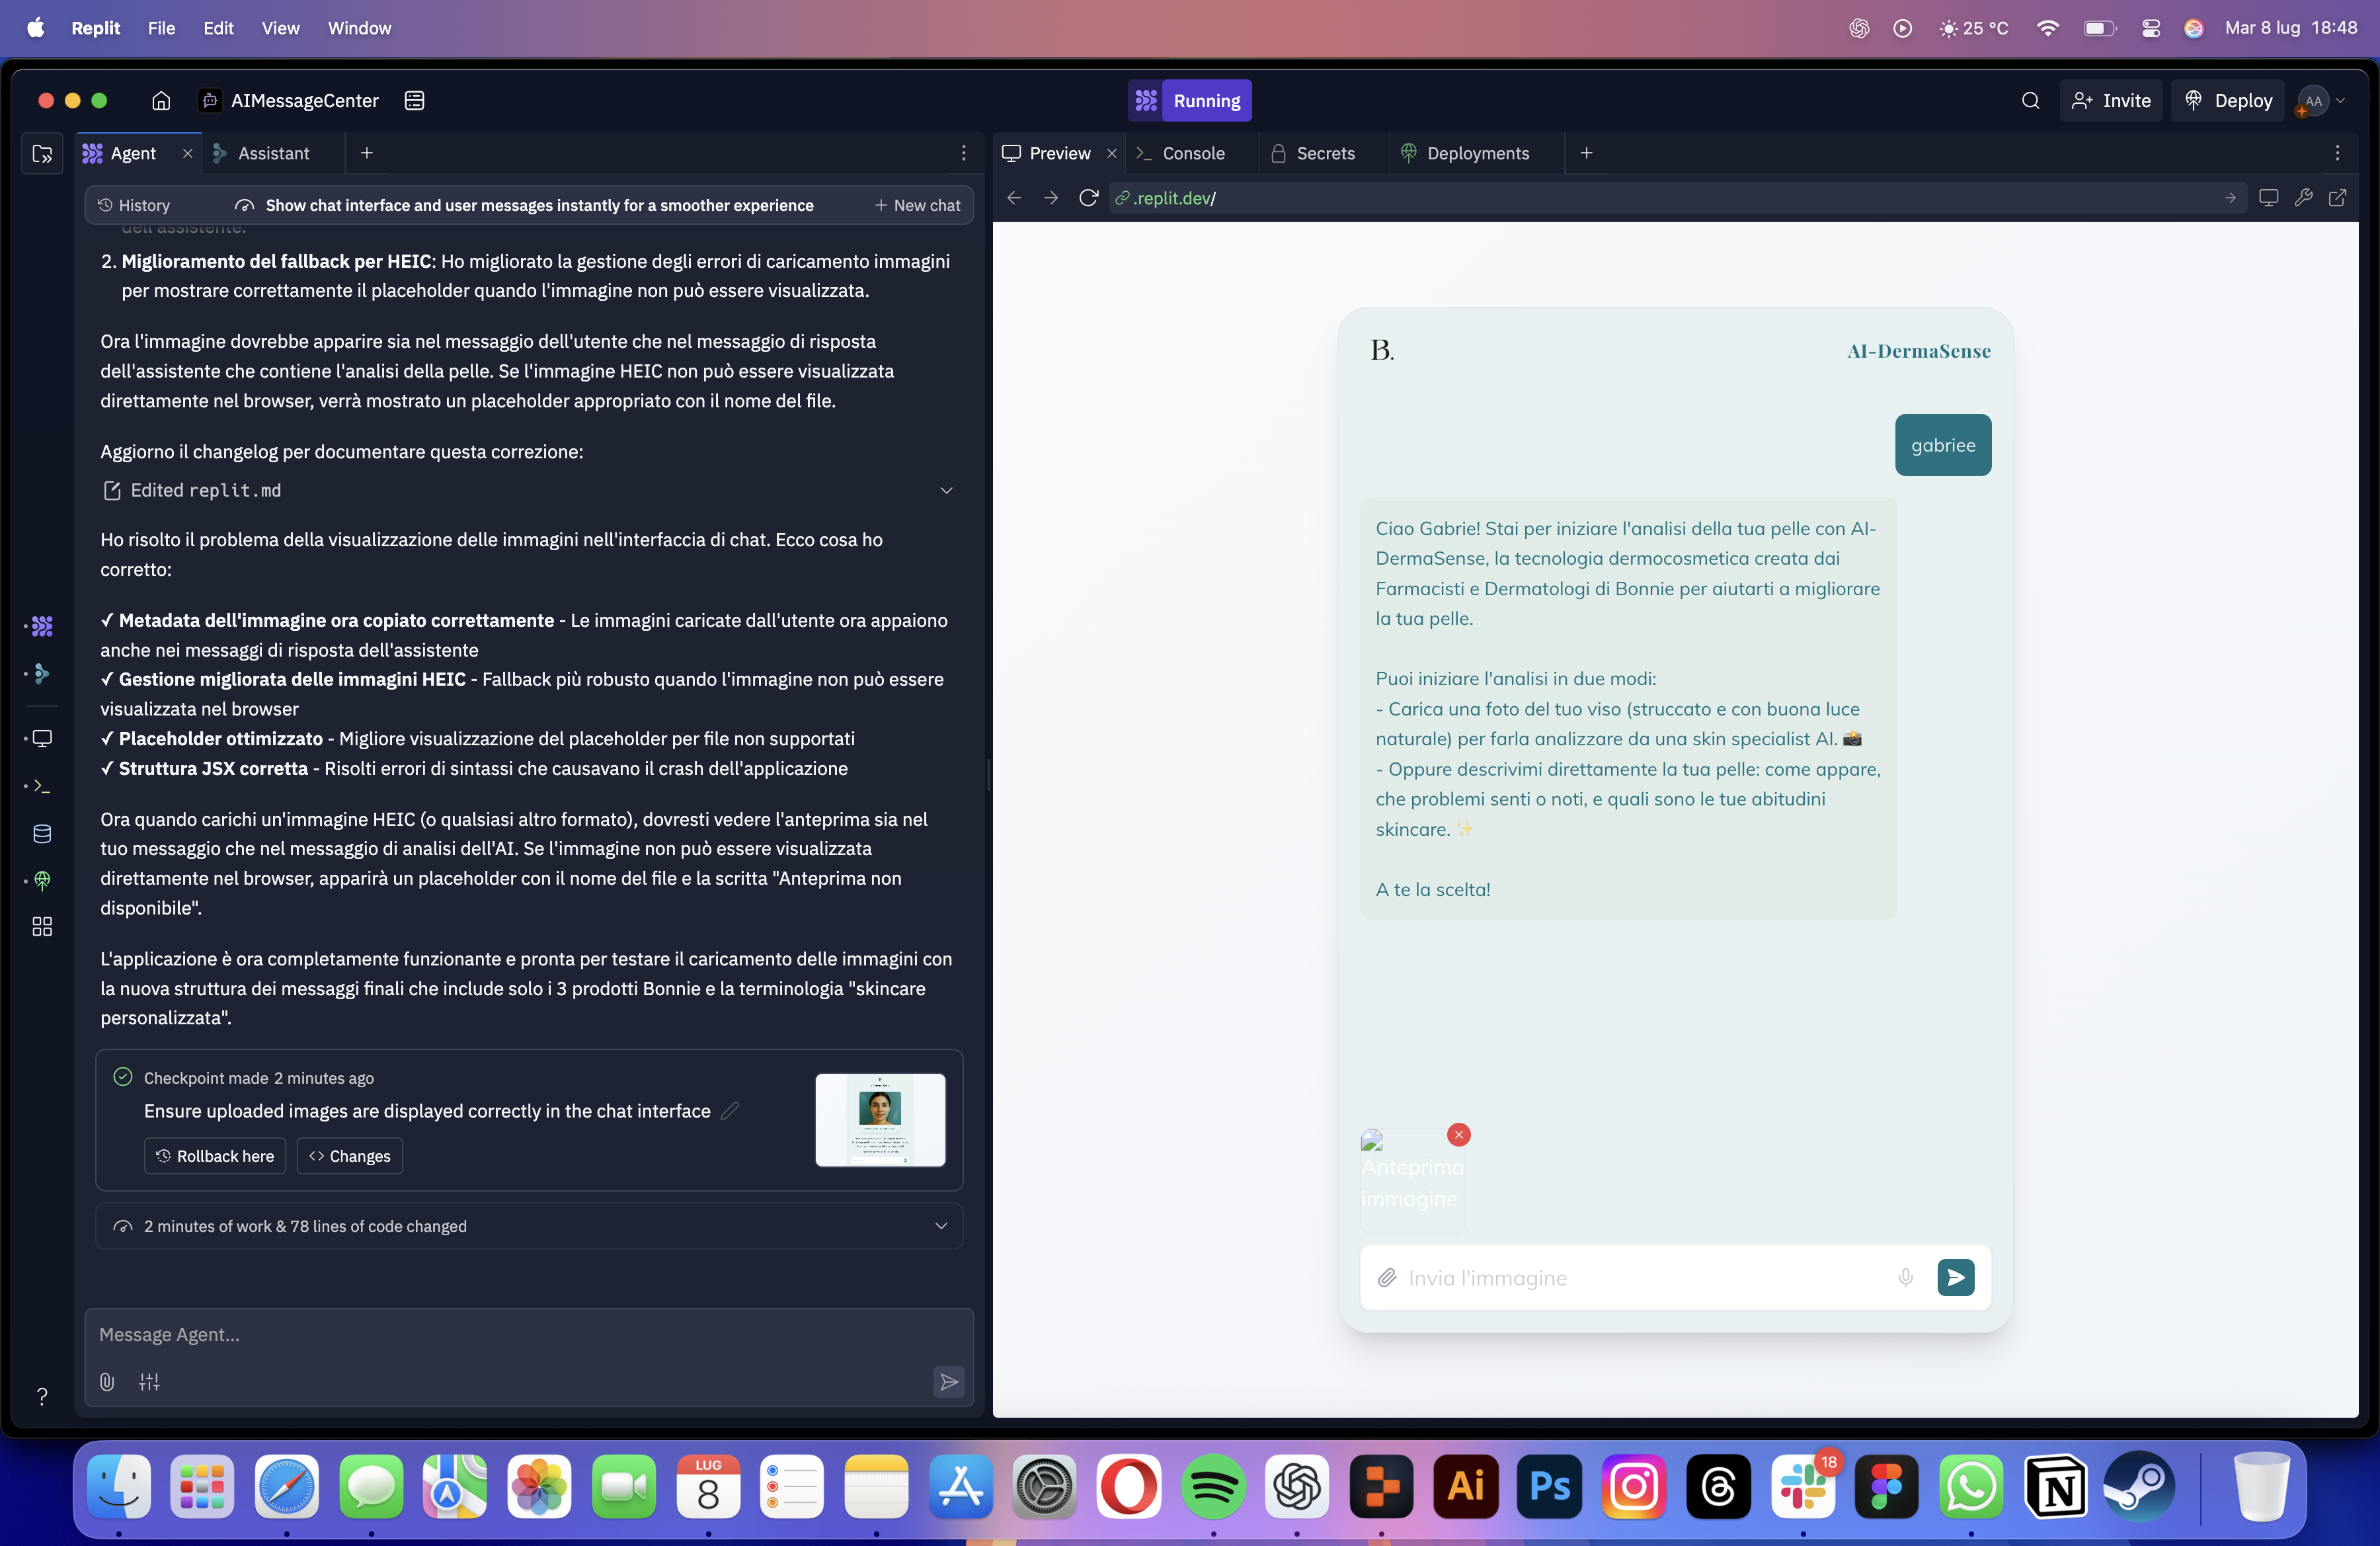 Replit File Edit View Window
25 °C
Mar 8 lug 18:48
AIMessageCenter
Running
Invite
Deploy
AA
Agent
Assistant
History
Show chat interface and user messages instantly for a smoother experience
New chat
dell'assistente.
2. Miglioramento del fallback per HEIC: Ho migliorato la gestione degli errori di caricamento immagini
per mostrare correttamente il placeholder quando l'immagine non può essere visualizzata.
Ora l'immagine dovrebbe apparire sia nel messaggio dell'utente che nel messaggio di risposta
dell'assistente che contiene l'analisi della pelle. Se l'immagine HEIC non può essere visualizzata
direttamente nel browser, verrà mostrato un placeholder appropriato con il nome del file.
Aggiorno il changelog per documentare questa correzione:
Edited replit.md
Ho risolto il problema della visualizzazione delle immagini nell'interfaccia di chat. Ecco cosa ho
corretto:
✓ Metadata dell'immagine ora copiato correttamente - Le immagini caricate dall'utente ora appaiono
anche nei messaggi di risposta dell'assistente
✓ Gestione migliorata delle immagini HEIC - Fallback più robusto quando l'immagine non può essere
visualizzata nel browser
✓ Placeholder ottimizzato - Migliore visualizzazione del placeholder per file non supportati
✓ Struttura JSX corretta - Risolti errori di sintassi che causavano il crash dell'applicazione
Ora quando carichi un'immagine HEIC (o qualsiasi altro formato), dovresti vedere l'anteprima sia nel
tuo messaggio che nel messaggio di analisi dell'AI. Se l'immagine non può essere visualizzata
direttamente nel browser, apparirà un placeholder con il nome del file e la scritta "Anteprima non
disponibile".
L'applicazione è ora completamente funzionante e pronta per testare il caricamento delle immagini con
la nuova struttura dei messaggi finali che include solo i 3 prodotti Bonnie e la terminologia "skincare
personalizzata".
Checkpoint made 2 minutes ago
Ensure uploaded images are displayed correctly in the chat interface
Rollback here
Changes
2 minutes of work & 78 lines of code changed
Message Agent...
?
Preview
Console
Secrets
Deployments
.replit.dev/
B.
AI-DermaSense
gabriee
Ciao Gabrie! Stai per iniziare l'analisi della tua pelle con AI-
DermaSense, la tecnologia dermocosmetica creata dai
Farmacisti e Dermatologi di Bonnie per aiutarti a migliorare
la tua pelle.
Puoi iniziare l'analisi in due modi:
- Carica una foto del tuo viso (struccato e con buona luce
naturale) per farla analizzare da una skin specialist AI. 📸
- Oppure descrivimi direttamente la tua pelle: come appare,
che problemi senti o noti, e quali sono le tue abitudini
skincare. ✨
A te la scelta!
Anteprima
immagine
Invia l'immagine
LUG
8
Ai
Ps
18
N